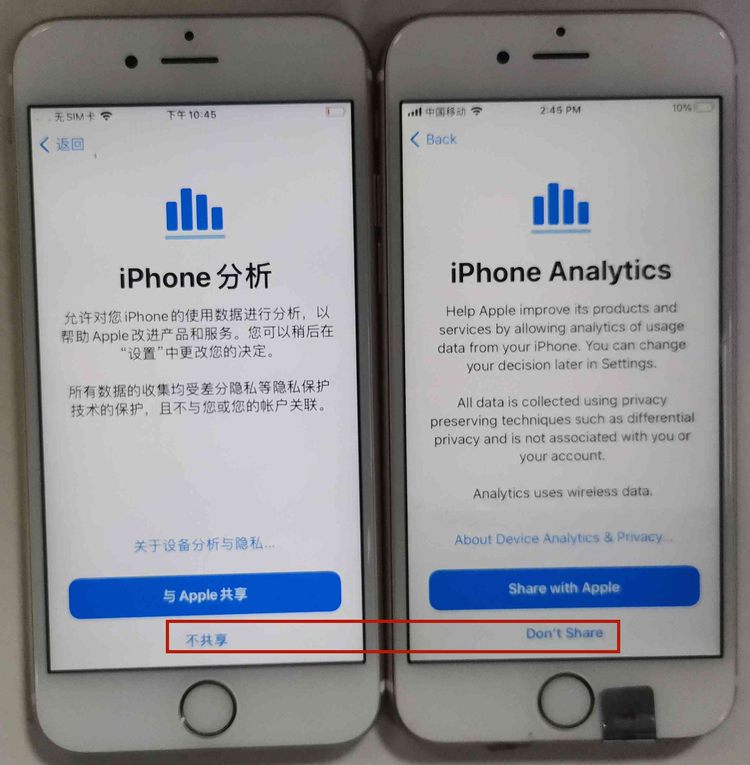 无SIM卡
下午10:45
返回
iPhone分析
允许对您iPhone的使用数据进行分析，以
帮助Apple改进产品和服务。您可以稍后在
“设置”中更改您的决定。
所有数据的收集均受差分隐私等隐私保护
技术的保护，且不与您或您的帐户关联。
关于设备分析与隐私...
与Apple共享
不共享
中国移动
2:45 PM
10%
Back
iPhone Analytics
Help Apple improve its products and
services by allowing analytics of usage
data from your iPhone. You can change
your decision later in Settings.
All data is collected using privacy
preserving techniques such as differential
privacy and is not associated with you or
your account.
Analytics uses wireless data.
About Device Analytics & Privacy...
Share with Apple
Don't Share